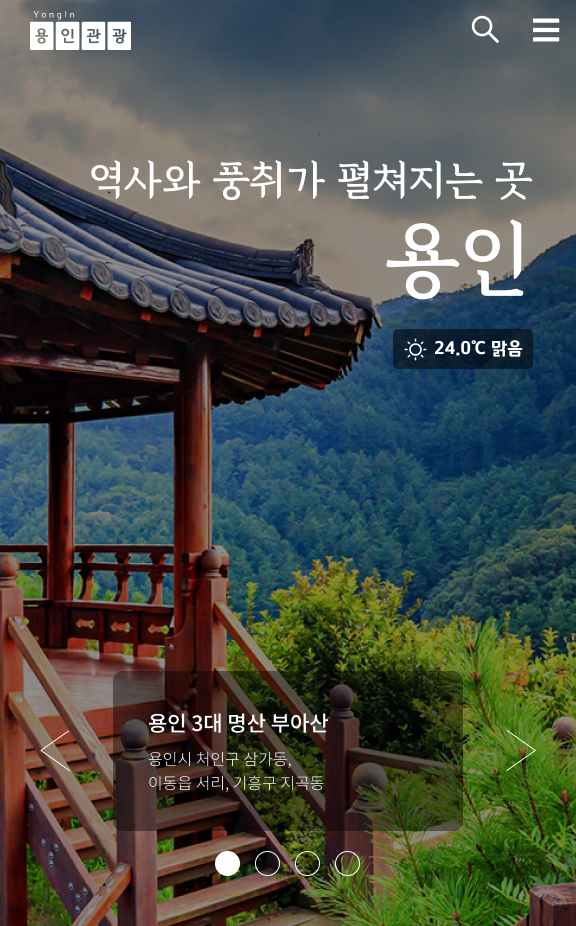 YongIn
용인관광
역사와 풍취가 펼쳐지는 곳
용인
24.0℃ 맑음
용인 3대 명산 부아산
용인시 처인구 삼가동,
이동읍 서리, 기흥구 지곡동